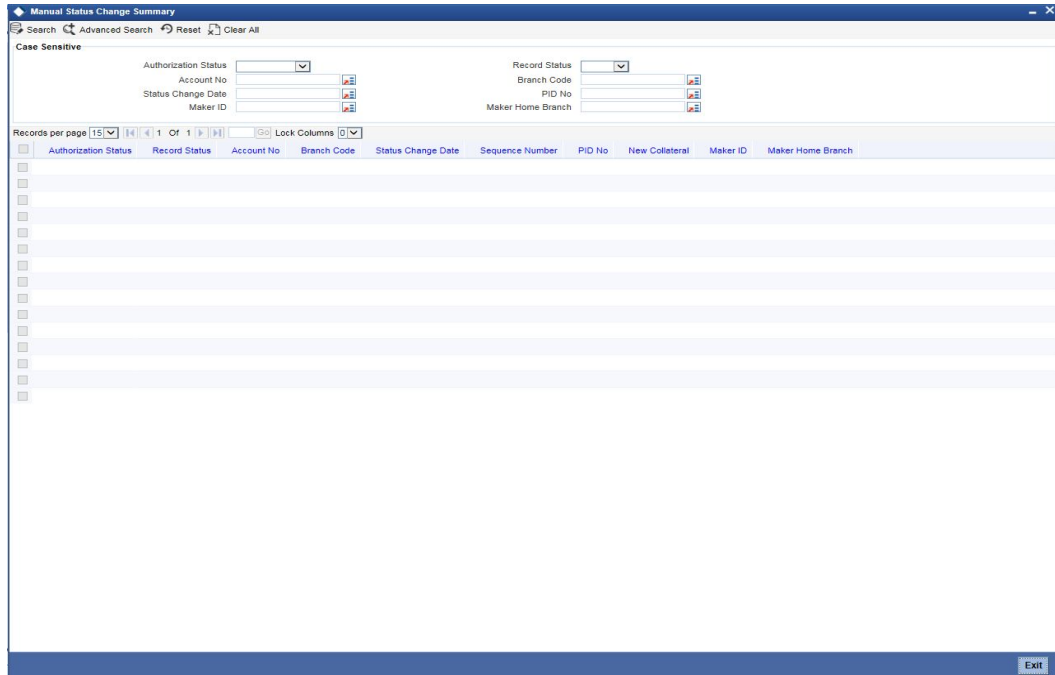 Manual Status Change Summary
Search Advanced Search Reset Clear All
Case Sensitive
Authorization Status Record Status
Account No Branch Code
Status Change Date PID No
Maker ID Maker Home Branch
Records per page 15 1 Of 1 Go Lock Columns 0
Authorization Status Record Status Account No Branch Code Status Change Date Sequence Number PID No New Collateral Maker ID Maker Home Branch
Exit